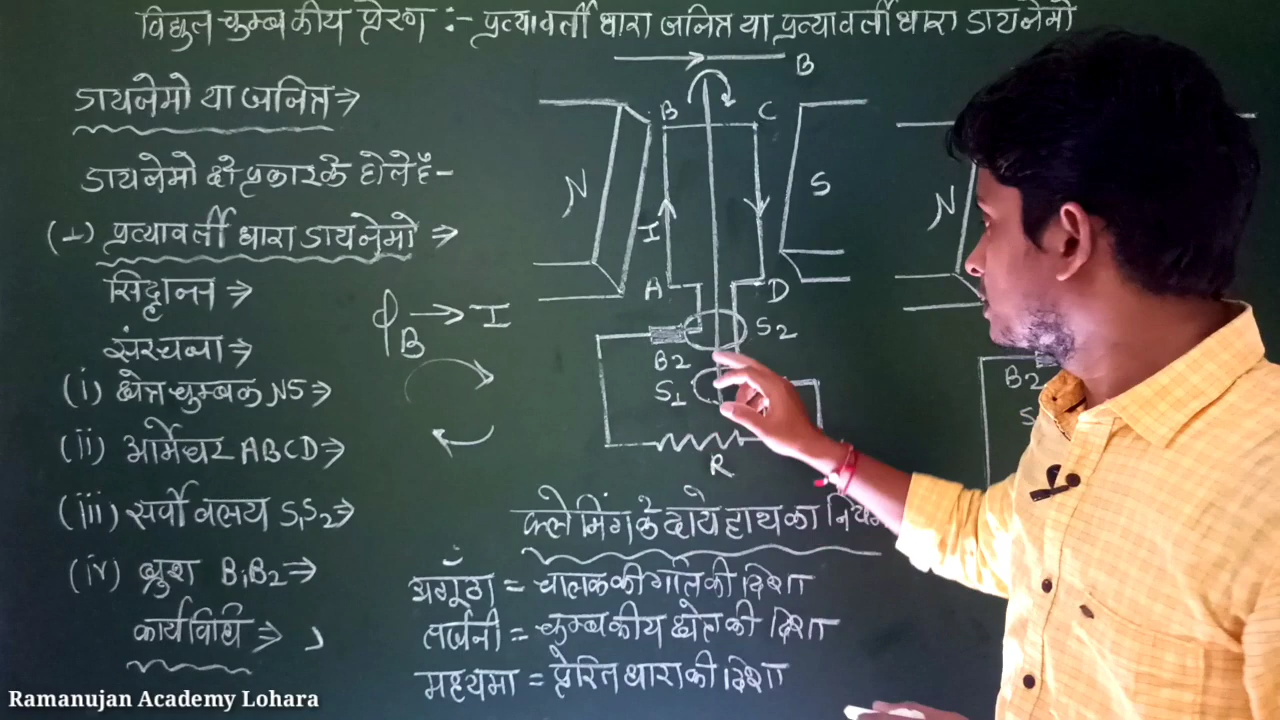 विद्युत चुम्बकीय प्रेरण :- प्रत्यावर्ती धारा जनित्र या प्रत्यावर्ती धारा डायनेमो
डायनेमो या जनित्र ⇒
डायनेमो दो प्रकार के होते हैं -
(1) प्रत्यावर्ती धारा डायनेमो ⇒
सिद्धान्त ⇒
संरचना ⇒
(i) क्षेत्र चुम्बक NS ⇒
(ii) आर्मेचर ABCD ⇒
(iii) सर्पी वलय S1S2 ⇒
(iv) ब्रुश B1B2 ⇒
कार्यविधि ⇒
ϕB → I
B
B C
N S
I
A D
S2
B2
S1
R
N
B2
S
क्लेमिंग के दाये हाथ का नियम
अगूंठा = चालक की गति की दिशा
तर्जनी = चुम्बकीय क्षेत्र की दिशा
मध्यमा = प्रेरित धारा की दिशा
Ramanujan Academy Lohara